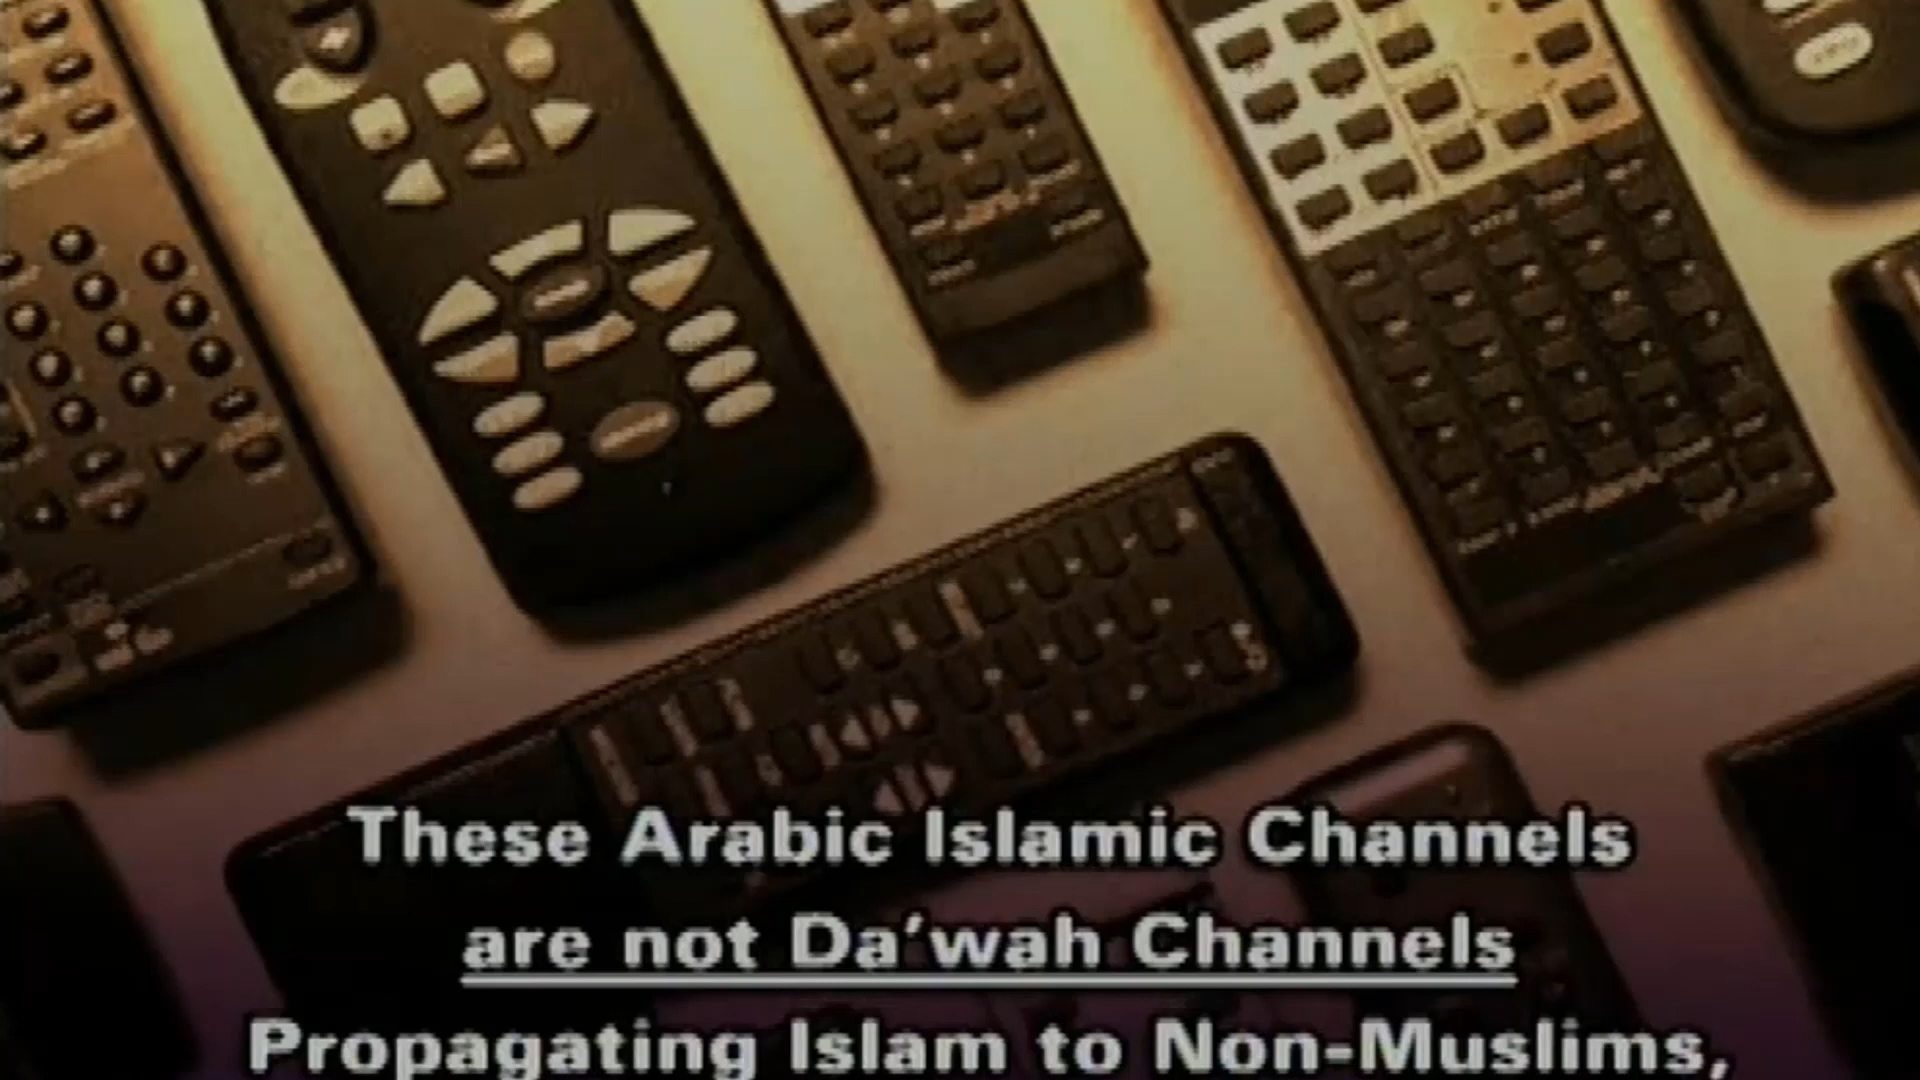 These Arabic Islamic Channels
are not Da'wah Channels
Propagating Islam to Non-Muslims,